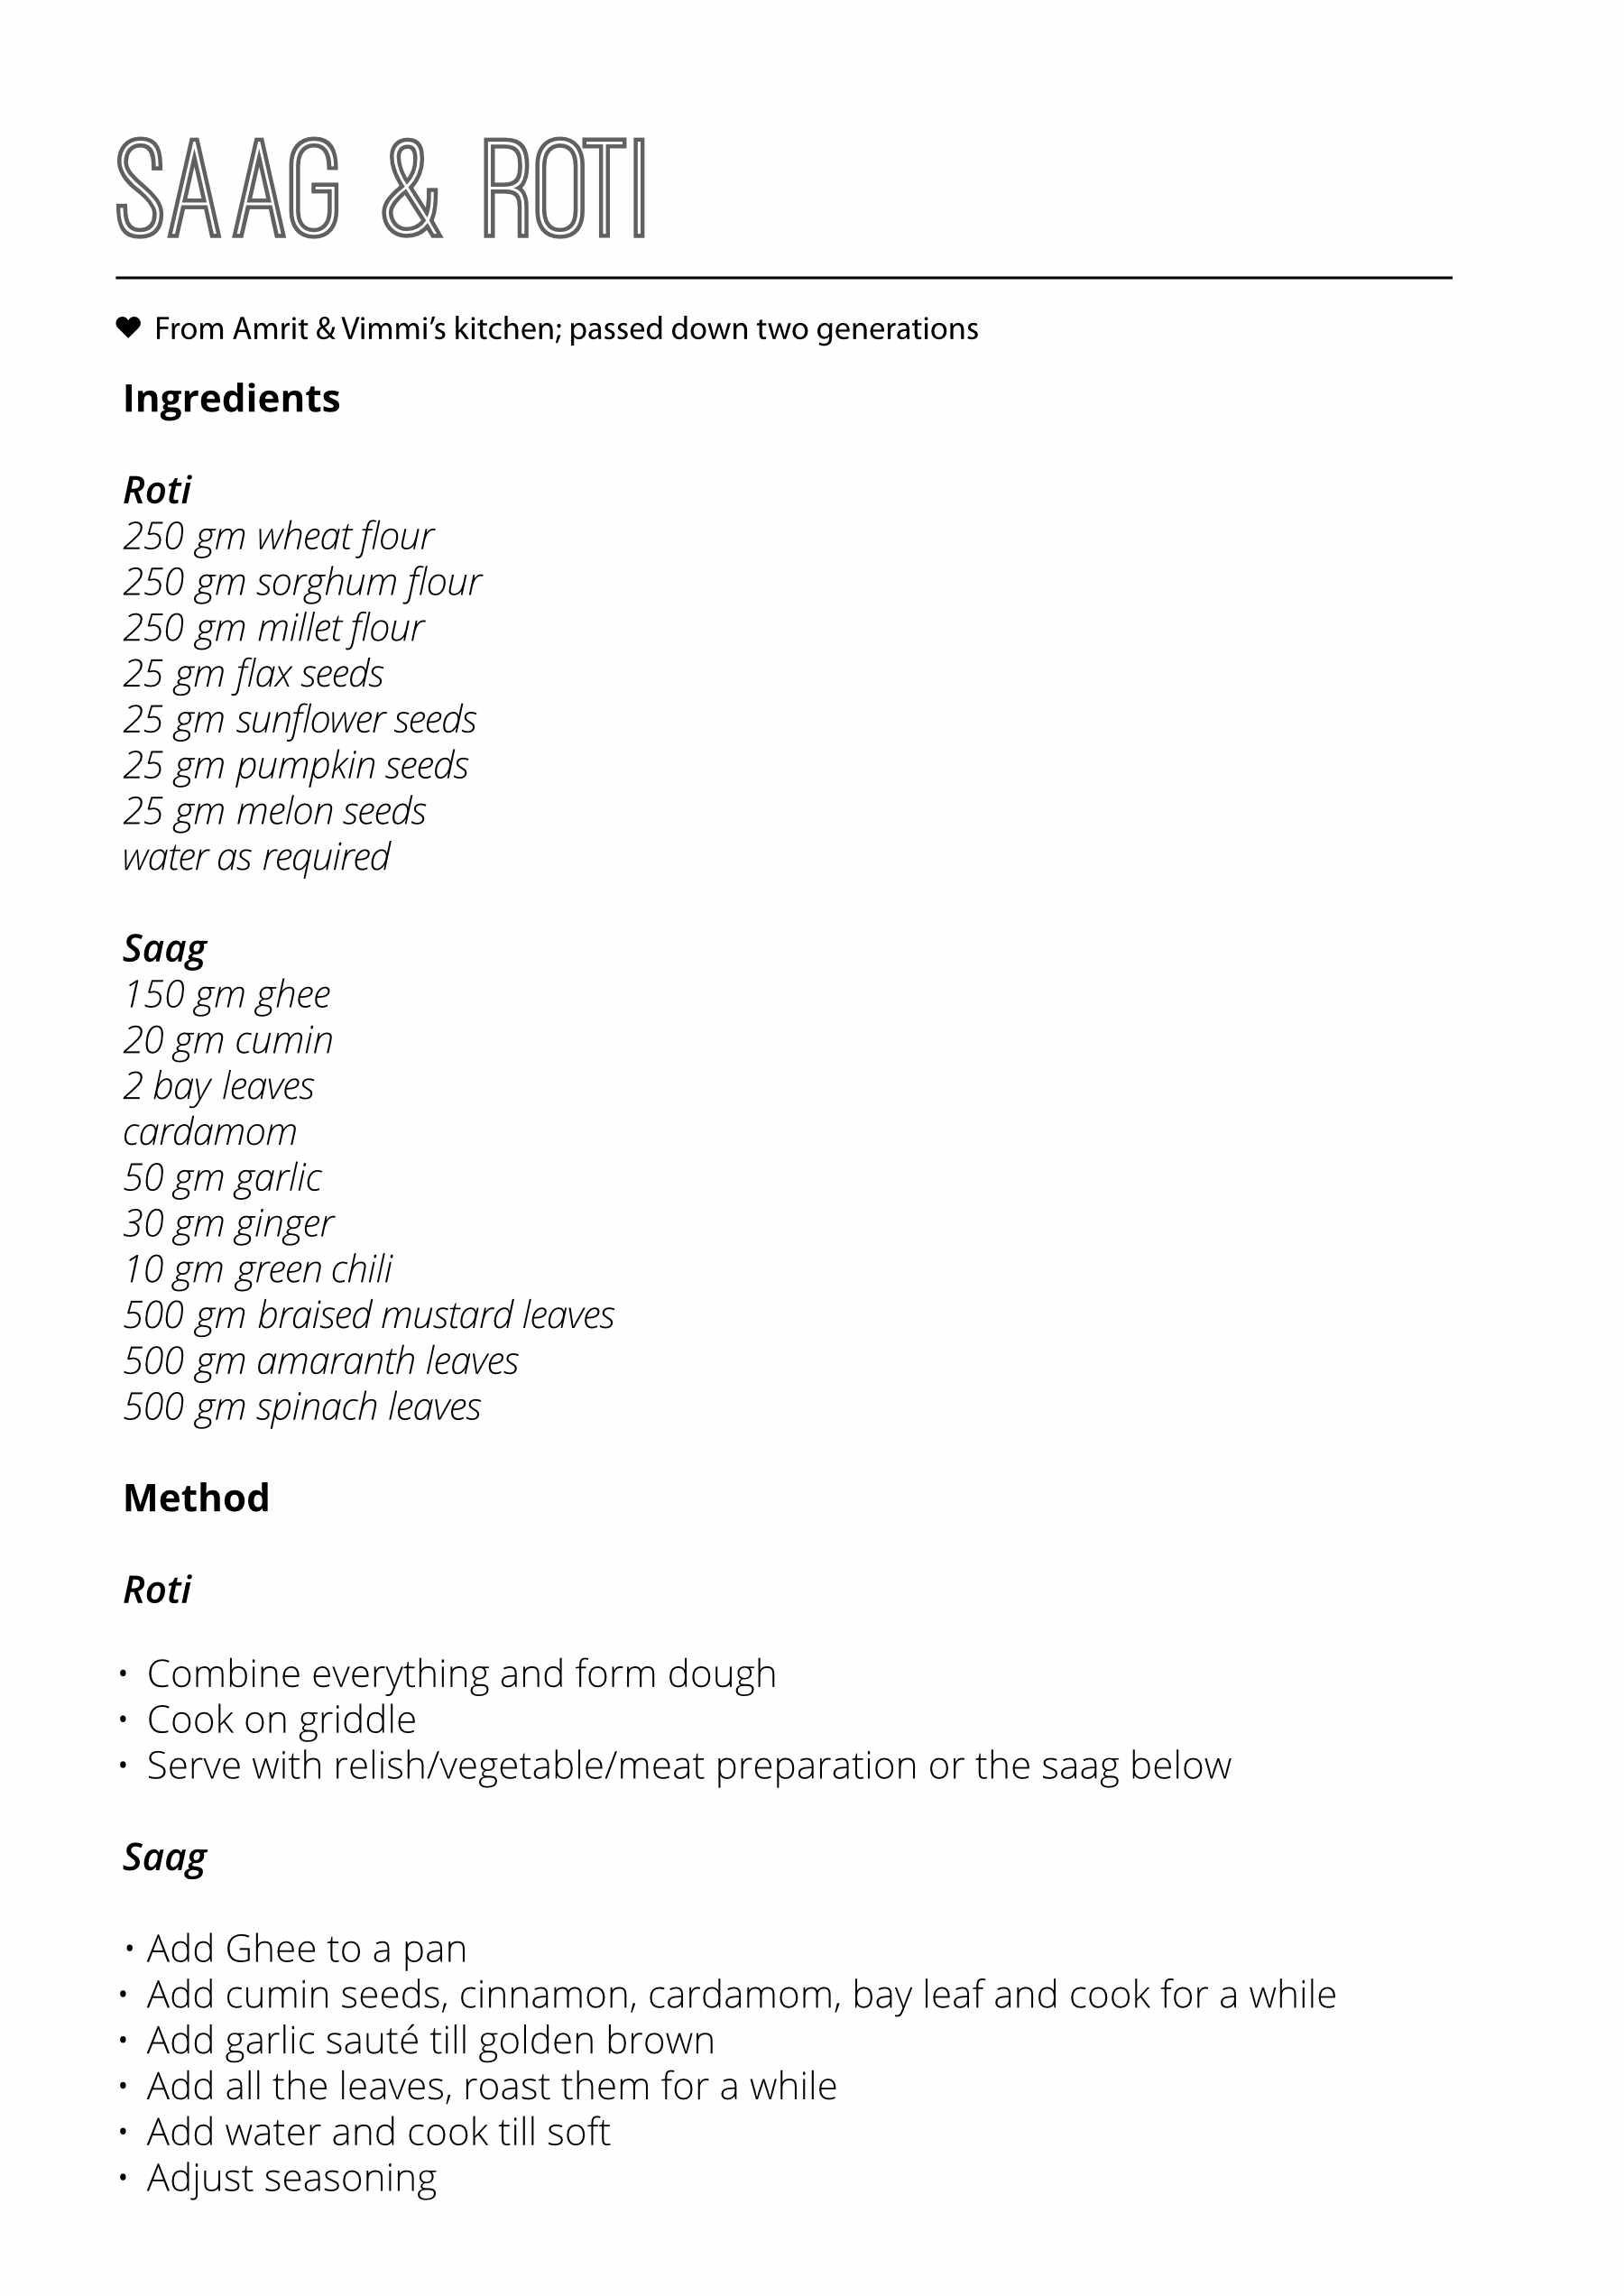 SAAG & ROTI
♥ From Amrit & Vimmi’s kitchen; passed down two generations
Ingredients
Roti
250 gm wheat flour
250 gm sorghum flour
250 gm millet flour
25 gm flax seeds
25 gm sunflower seeds
25 gm pumpkin seeds
25 gm melon seeds
water as required
Saag
150 gm ghee
20 gm cumin
2 bay leaves
cardamom
50 gm garlic
30 gm ginger
10 gm green chili
500 gm braised mustard leaves
500 gm amaranth leaves
500 gm spinach leaves
Method
Roti
• Combine everything and form dough
• Cook on griddle
• Serve with relish/vegetable/meat preparation or the saag below
Saag
• Add Ghee to a pan
• Add cumin seeds, cinnamon, cardamom, bay leaf and cook for a while
• Add garlic sauté till golden brown
• Add all the leaves, roast them for a while
• Add water and cook till soft
• Adjust seasoning